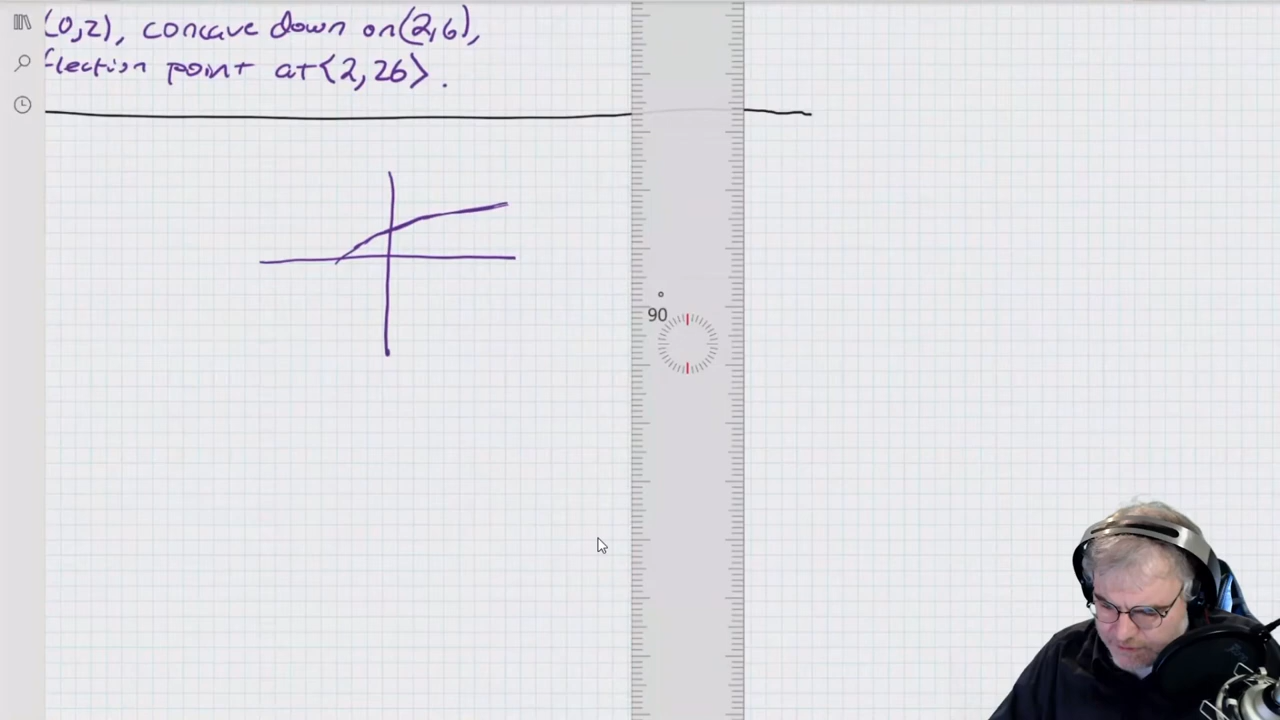 (0,2), concave down on (2,6),
flection point at (2,26).
90°